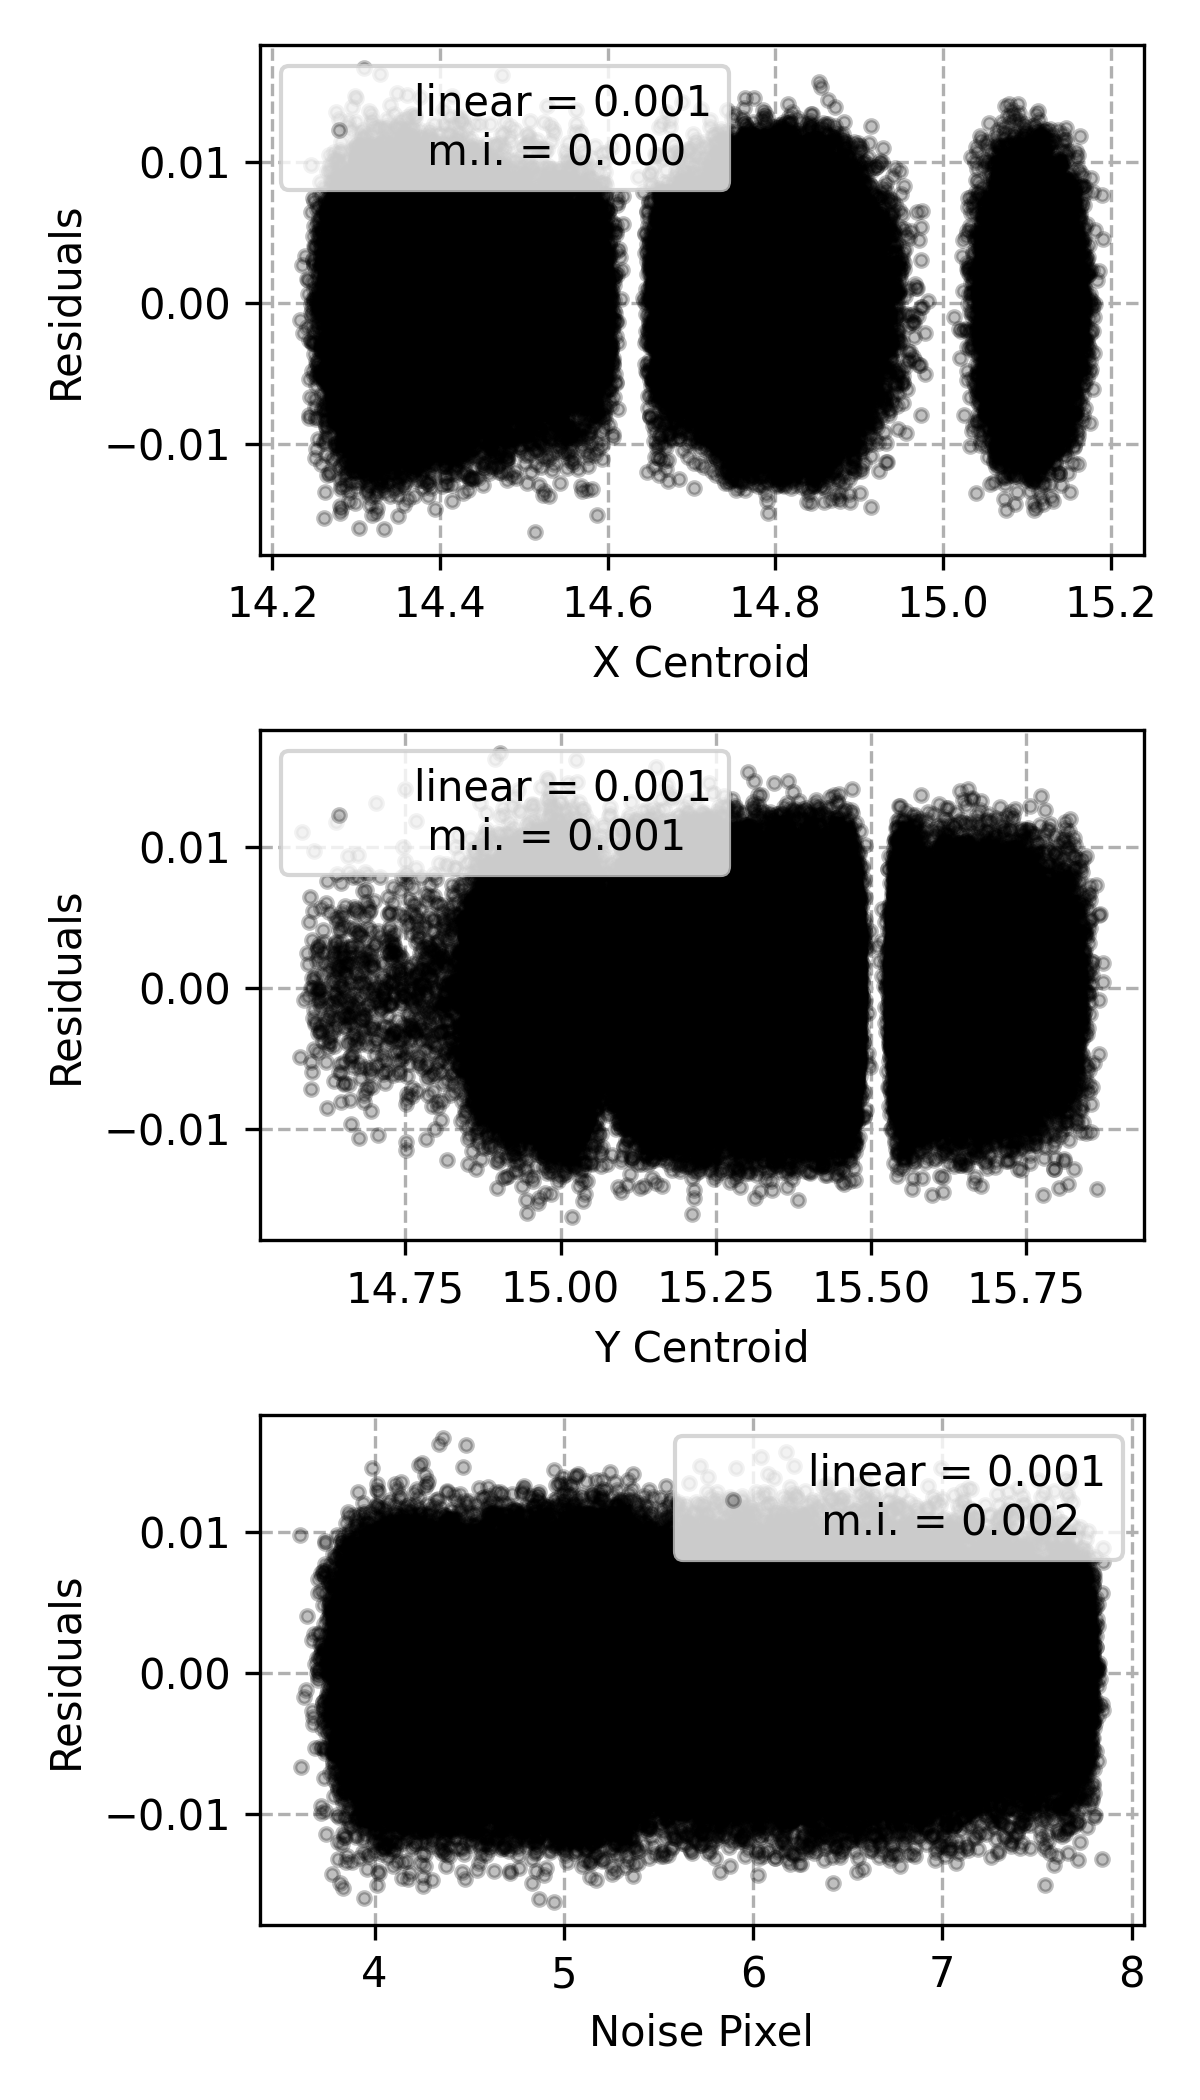 linear = 0.001
m.i. = 0.000
0.01
0.00
−0.01
Residuals
14.2 14.4 14.6 14.8 15.0 15.2
X Centroid
linear = 0.001
m.i. = 0.001
0.01
0.00
−0.01
Residuals
14.75 15.00 15.25 15.50 15.75
Y Centroid
linear = 0.001
m.i. = 0.002
0.01
0.00
−0.01
Residuals
4 5 6 7 8
Noise Pixel